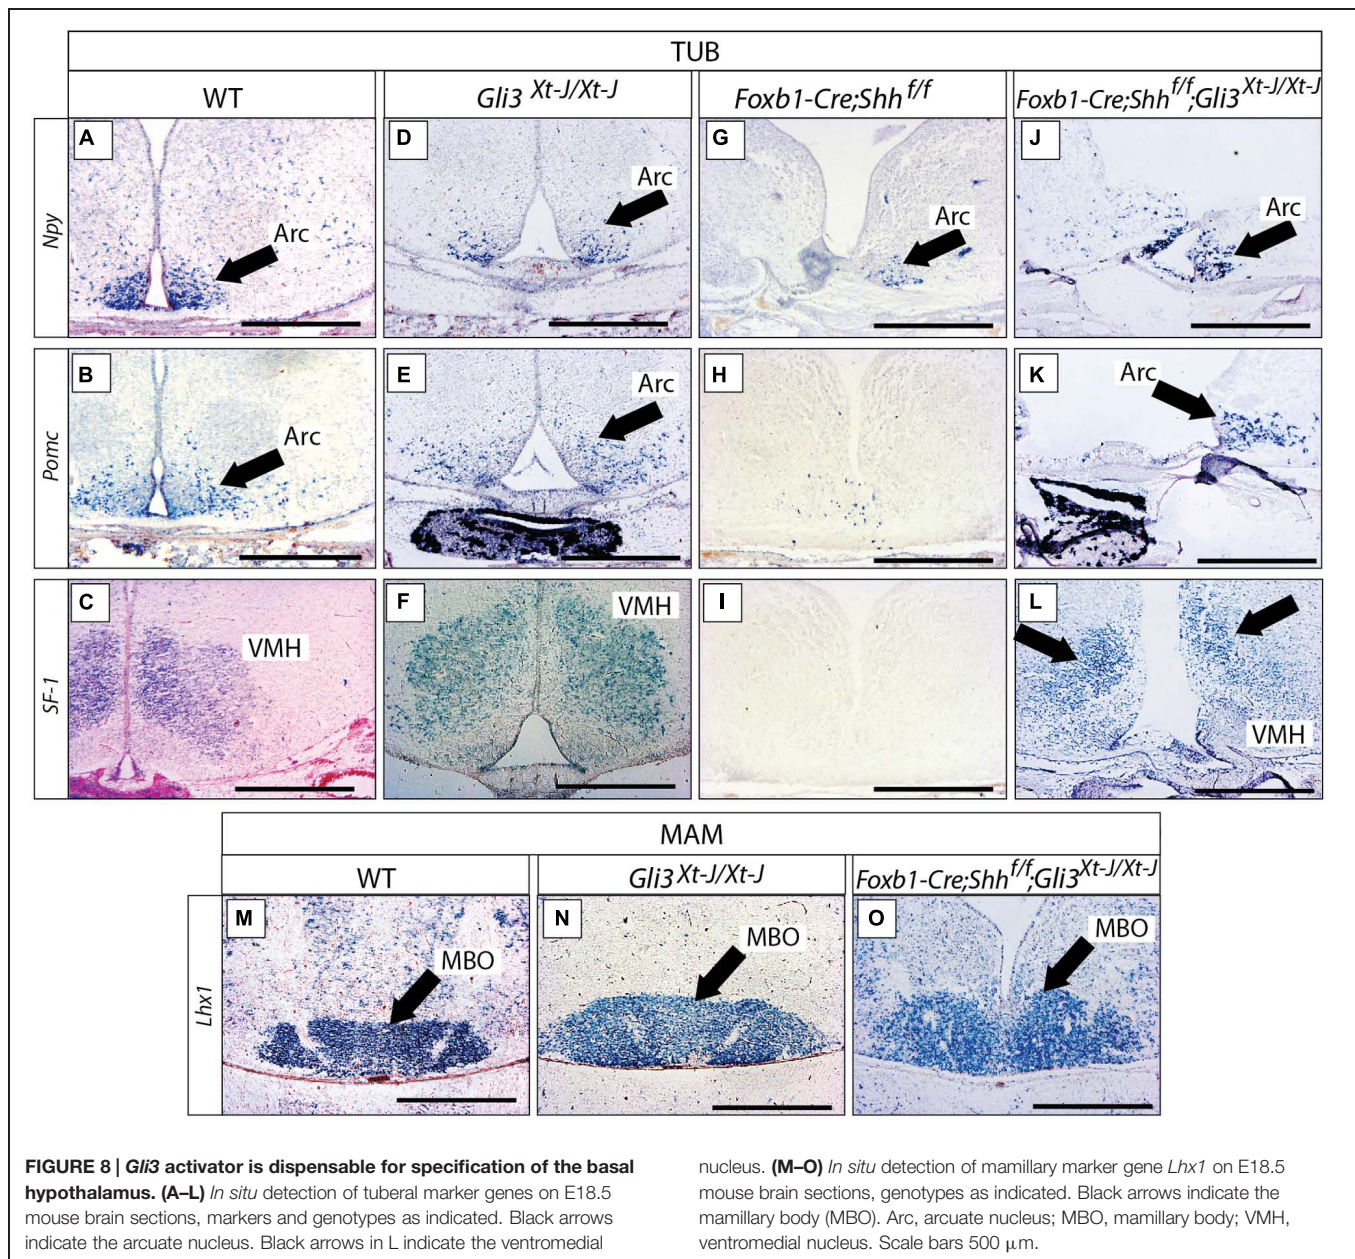 TUB
WT
Gli3 Xt-J/Xt-J
Foxb1-Cre;Shh f/f
Foxb1-Cre;Shh f/f;Gli3 Xt-J/Xt-J
Npy
A
Arc
D
Arc
G
Arc
J
Arc
Pomc
B
Arc
E
Arc
H
K
Arc
SF-1
C
VMH
F
VMH
I
L
VMH
MAM
WT
Gli3 Xt-J/Xt-J
Foxb1-Cre;Shh f/f;Gli3 Xt-J/Xt-J
Lhx1
M
MBO
N
MBO
O
MBO
FIGURE 8 | Gli3 activator is dispensable for specification of the basal
hypothalamus. (A–L) In situ detection of tuberal marker genes on E18.5
mouse brain sections, markers and genotypes as indicated. Black arrows
indicate the arcuate nucleus. Black arrows in L indicate the ventromedial
nucleus. (M–O) In situ detection of mamillary marker gene Lhx1 on E18.5
mouse brain sections, genotypes as indicated. Black arrows indicate the
mamillary body (MBO). Arc, arcuate nucleus; MBO, mamillary body; VMH,
ventromedial nucleus. Scale bars 500 μm.